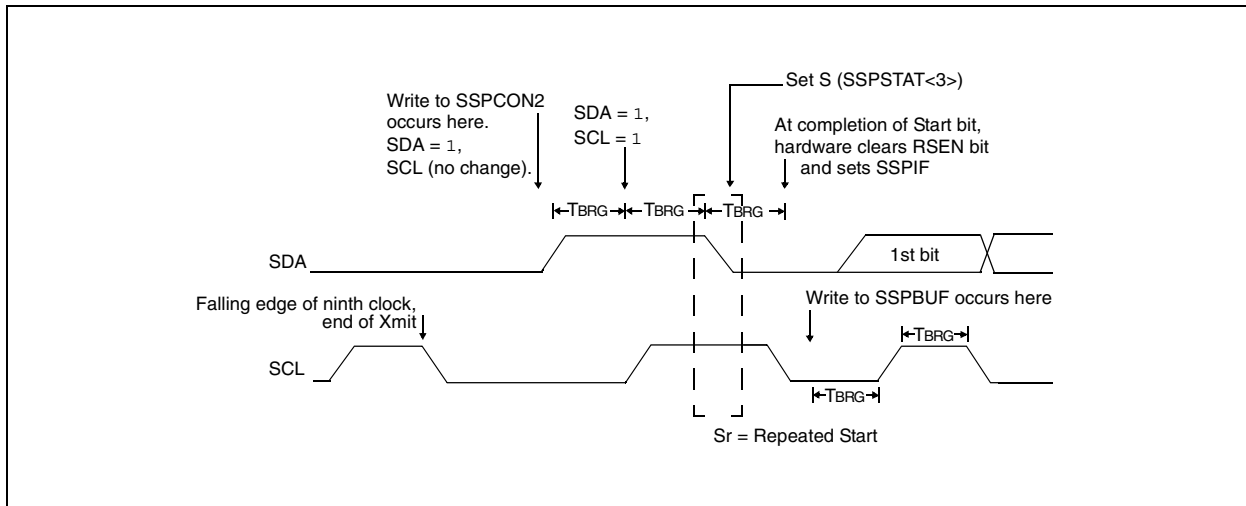 Set S (SSPSTAT<3>)
Write to SSPCON2
occurs here.
SDA = 1,
SCL (no change).
SDA = 1,
SCL = 1
At completion of Start bit,
hardware clears RSEN bit
and sets SSPIF
TBRG
TBRG
TBRG
SDA
1st bit
Falling edge of ninth clock,
end of Xmit
Write to SSPBUF occurs here
SCL
TBRG
TBRG
Sr = Repeated Start